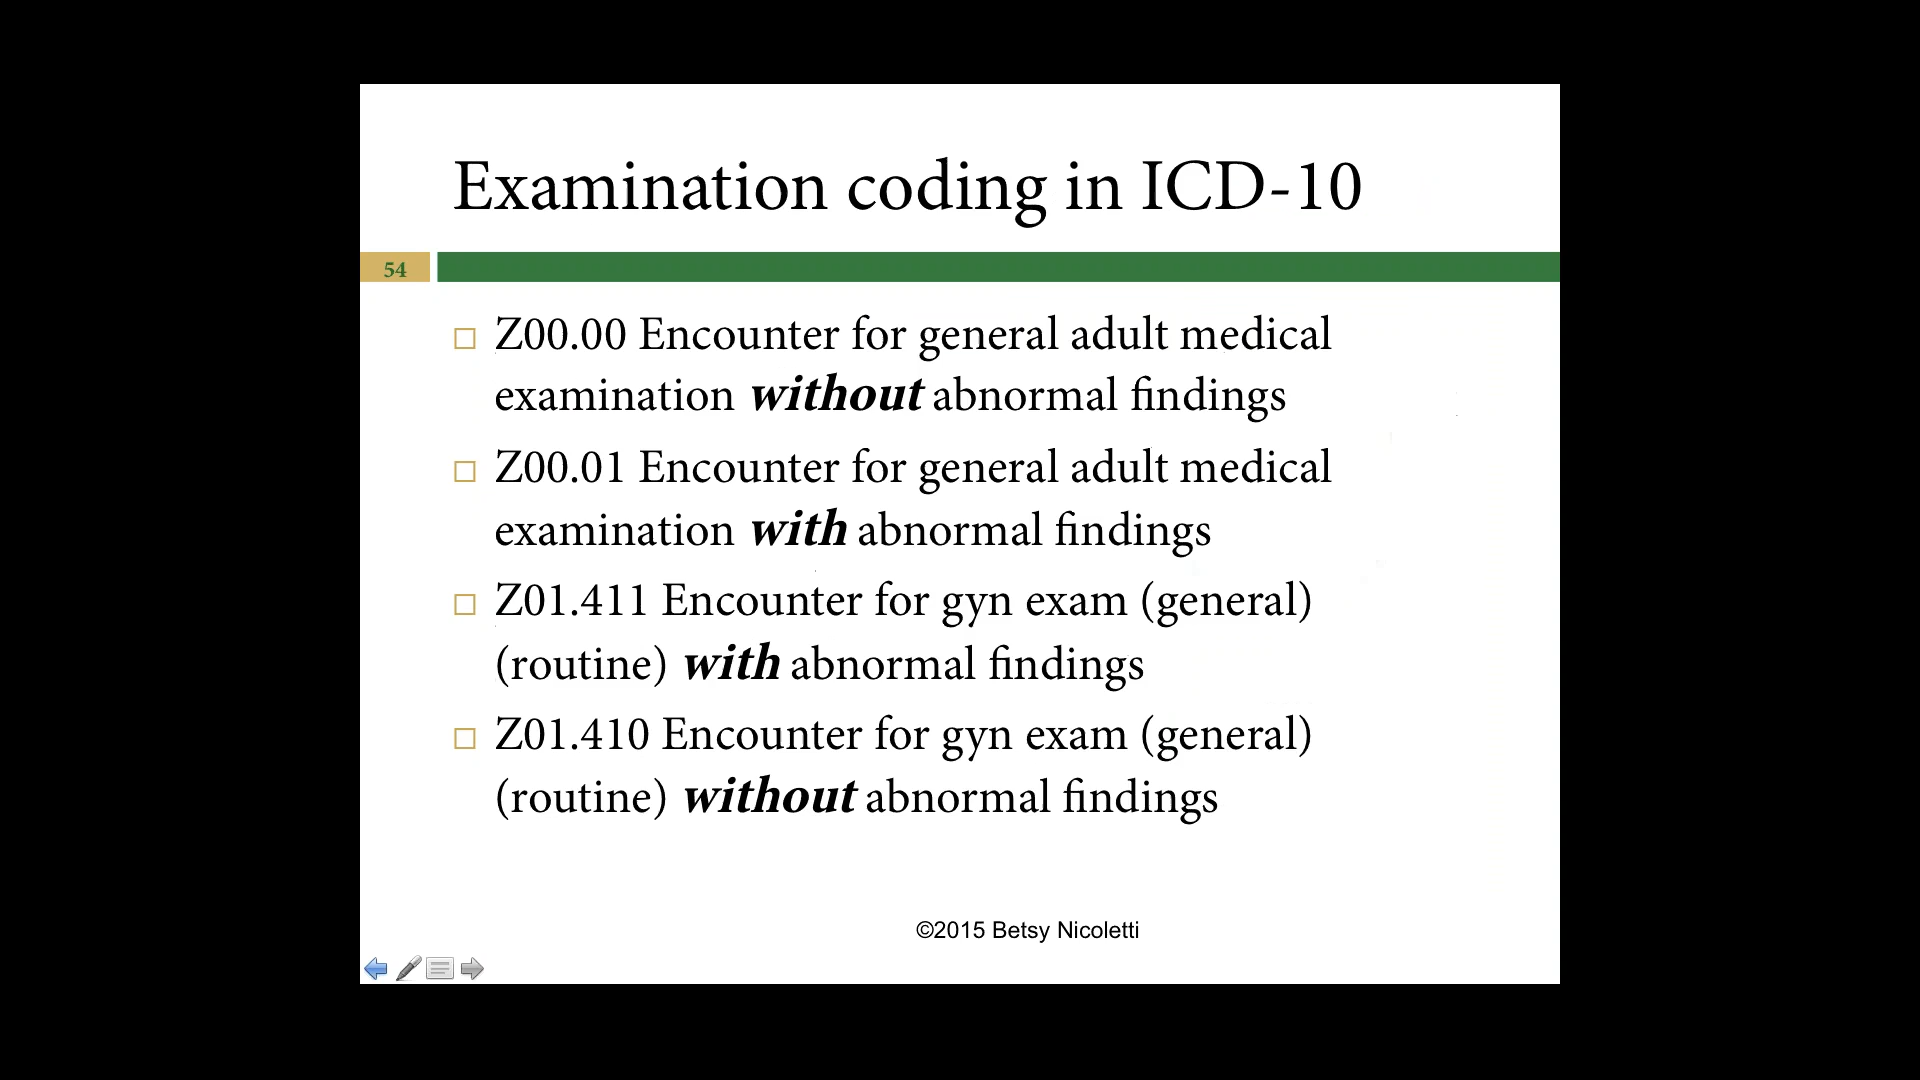 Examination coding in ICD-10
54
Z00.00 Encounter for general adult medical
examination without abnormal findings
Z00.01 Encounter for general adult medical
examination with abnormal findings
Z01.411 Encounter for gyn exam (general)
(routine) with abnormal findings
Z01.410 Encounter for gyn exam (general)
(routine) without abnormal findings
©2015 Betsy Nicoletti